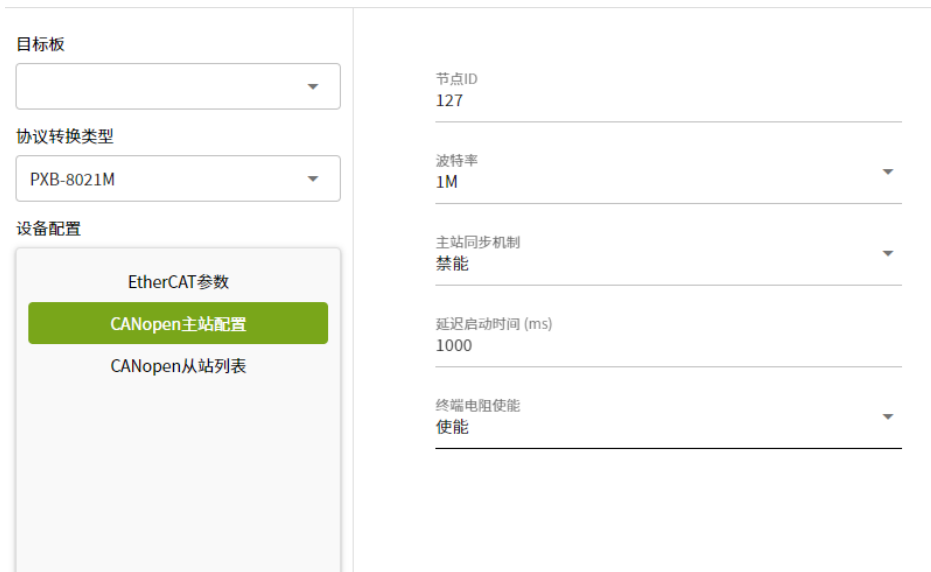 目标板
协议转换类型
PXB-8021M
设备配置
EtherCAT参数
CANopen主站配置
CANopen从站列表
节点ID
127
波特率
1M
主站同步机制
禁能
延迟启动时间 (ms)
1000
终端电阻使能
使能